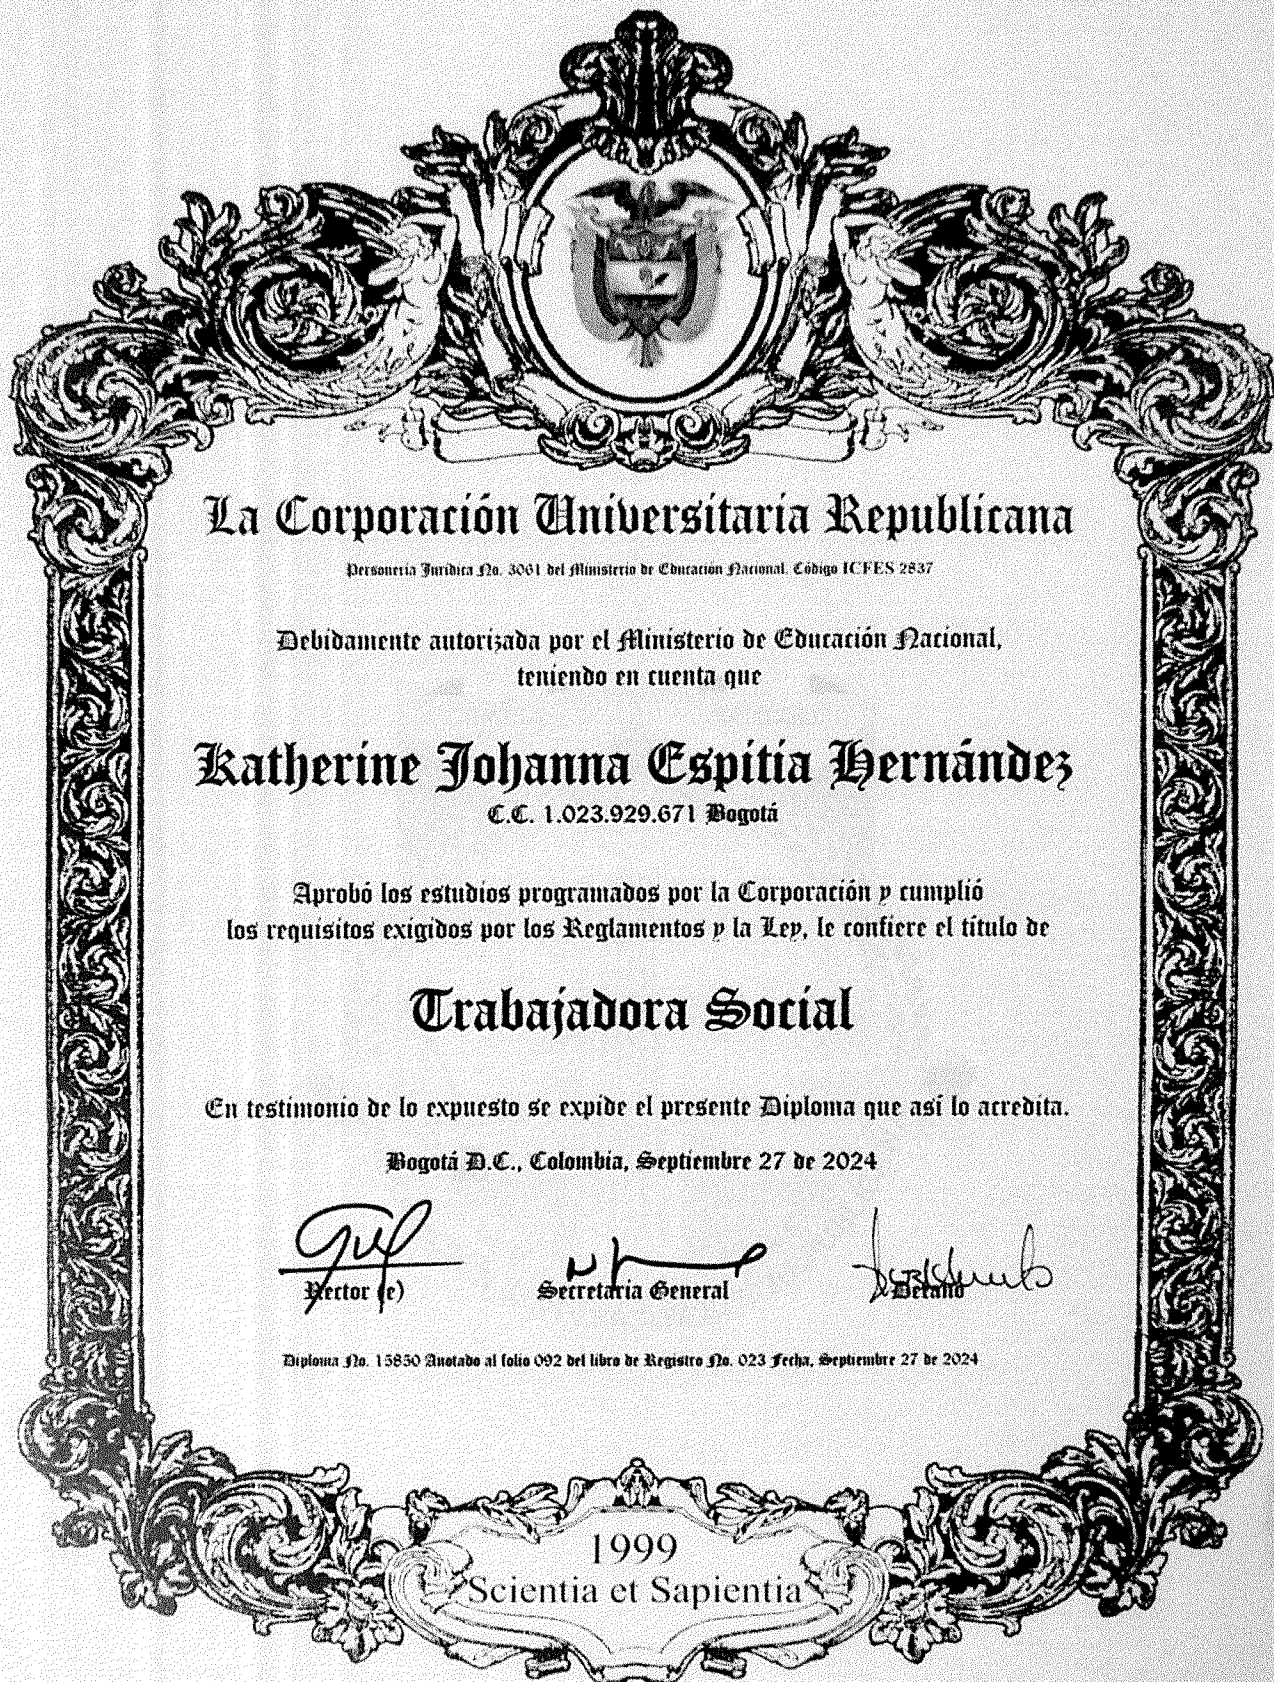 La Corporación Universitaria Republicana
Personería Jurídica No. 3061 del Ministerio de Educación Nacional. Código ICFES 2837
Debidamente autorizada por el Ministerio de Educación Nacional,
teniendo en cuenta que
Katherine Johanna Espitia Hernández
C.C. 1.023.929.671 Bogotá
Aprobó los estudios programados por la Corporación y cumplió
los requisitos exigidos por los Reglamentos y la Ley, le confiere el título de
Trabajadora Social
En testimonio de lo expuesto se expide el presente Diploma que así lo acredita.
Bogotá D.C., Colombia, Septiembre 27 de 2024
Rector (e) Secretaria General Decano
Diploma No. 15850 Anotado al folio 092 del libro de Registro No. 023 Fecha, Septiembre 27 de 2024
1999
Scientia et Sapientia